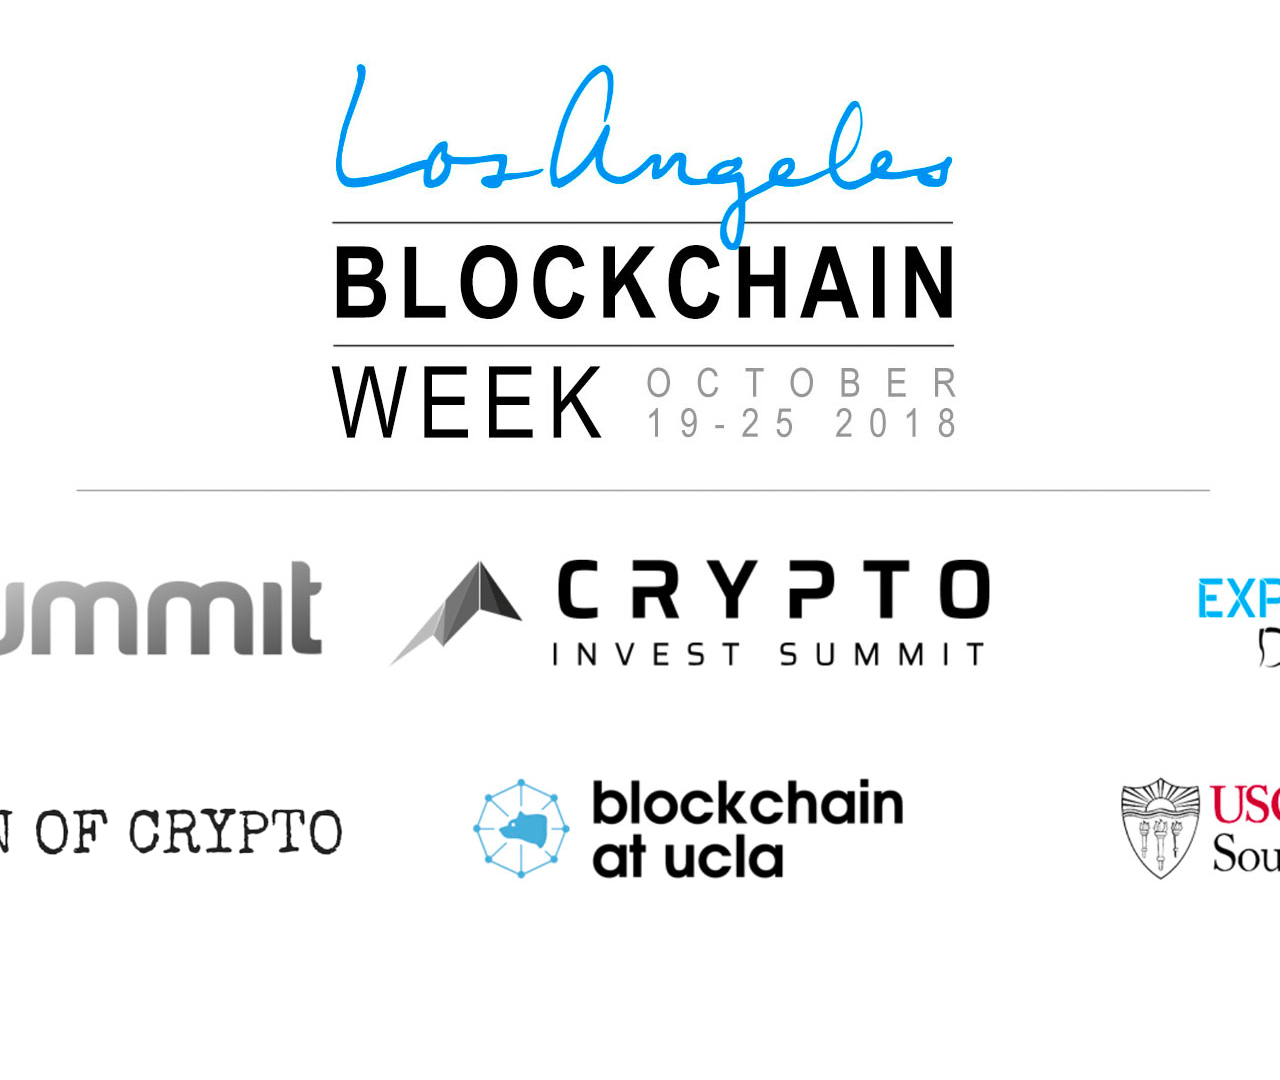 Los Angeles
BLOCKCHAIN
WEEK
OCTOBER
19-25 2018
ummit
CRYPTO
INVEST SUMMIT
EXP
N OF CRYPTO
blockchain
at ucla
USC
Sou